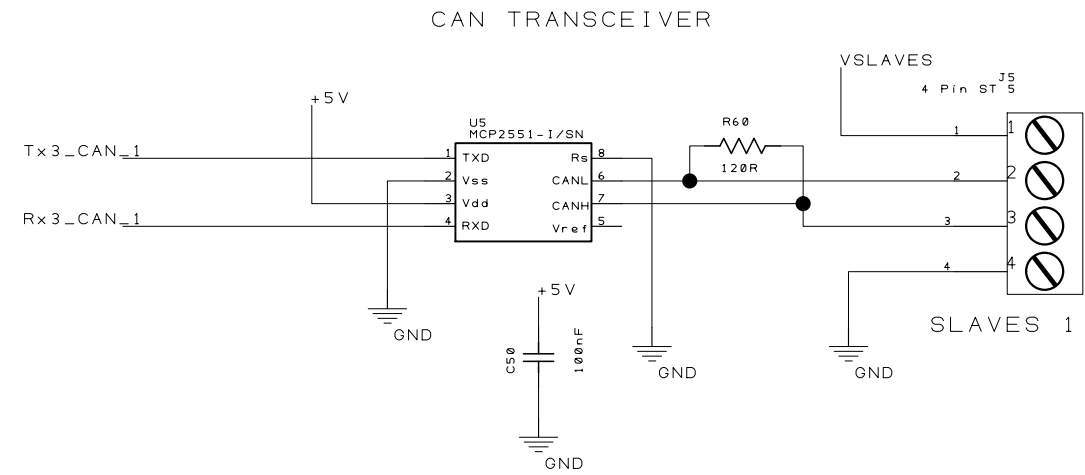 CAN TRANSCEIVER
VSLAVES
J5
4 Pin ST 5
+5V
U5
MCP2551-I/SN
R60
120R
Tx3_CAN_1
Rx3_CAN_1
1 TXD Rs 8
2 Vss CANL 6
3 Vdd CANH 7
4 RXD Vref 5
1 1
2 2
3 3
4 4
+5V
C50
100nF
GND
GND
GND
GND
SLAVES 1